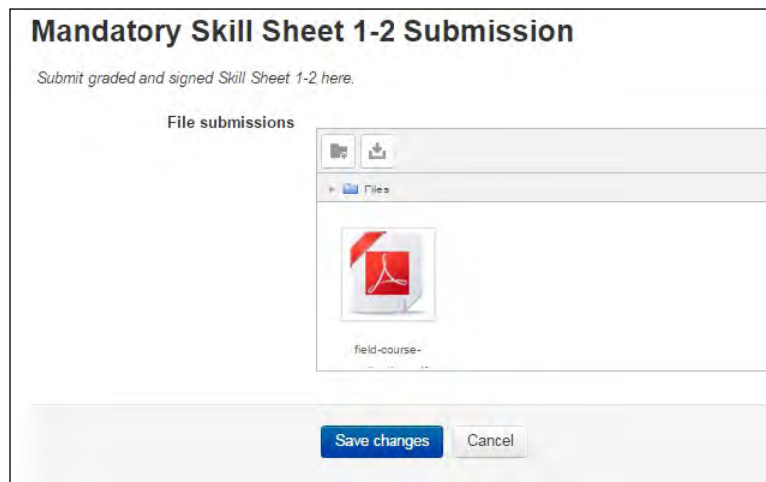 Mandatory Skill Sheet 1-2 Submission
Submit graded and signed Skill Sheet 1-2 here.
File submissions
Files
field-course-
Save changes Cancel